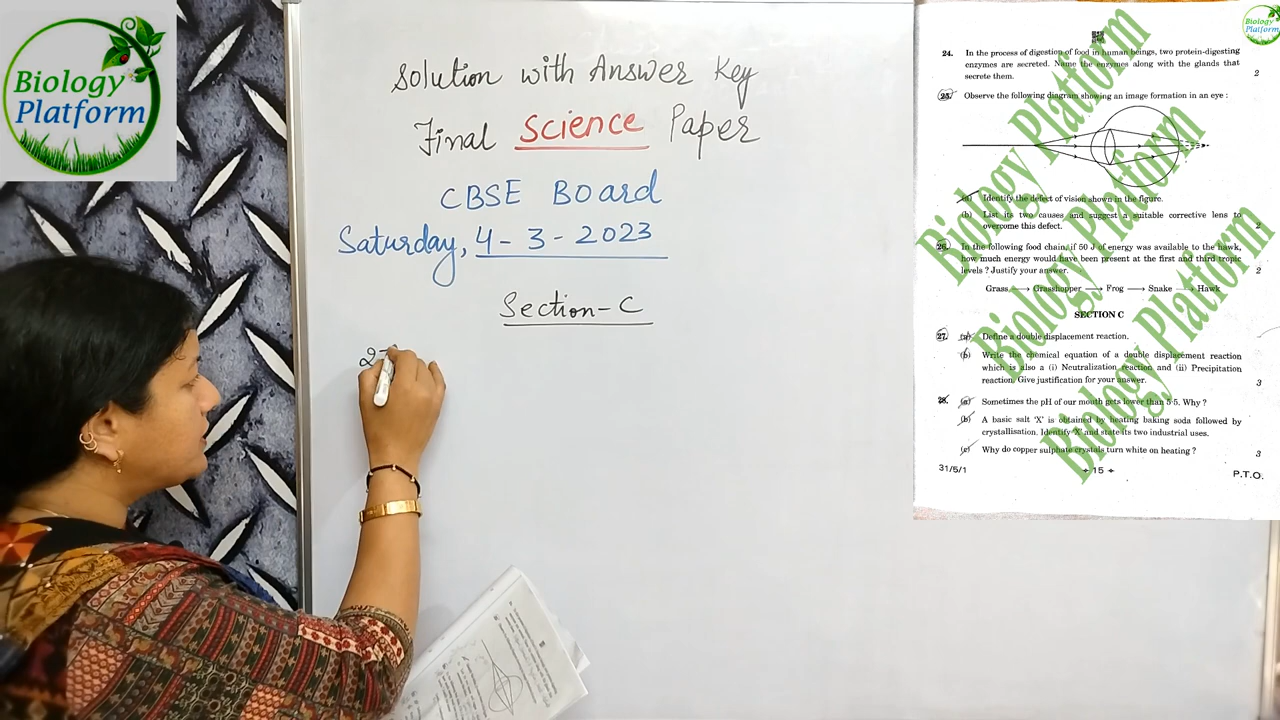 Biology
Platform
Solution with Answer Key
Final Science Paper
CBSE Board
Saturday, 4-3-2023
Section-C
27
Biology
Platform
24. In the process of digestion of food in human beings, two protein-digesting
enzymes are secreted. Name the enzymes along with the glands that
secrete them. 2
25. Observe the following diagram showing an image formation in an eye :
(a) Identify the defect of vision shown in the figure.
(b) List its two causes and suggest a suitable corrective lens to
overcome this defect. 2
26. In the following food chain, if 50 J of energy was available to the hawk,
how much energy would have been present at the first and third tropic
levels ? Justify your answer. 2
Grass → Grasshopper → Frog → Snake → Hawk
SECTION C
27. (a) Define a double displacement reaction.
(b) Write the chemical equation of a double displacement reaction
which is also a (i) Neutralization reaction and (ii) Precipitation
reaction. Give justification for your answer. 3
28. (a) Sometimes the pH of our mouth gets lower than 5·5. Why ?
(b) A basic salt ‘X’ is obtained by heating baking soda followed by
crystallisation. Identify ‘X’ and state its two industrial uses.
(c) Why do copper sulphate crystals turn white on heating ? 3
31/5/1 15 P.T.O.
Biology Platform
Biology Platform
Biology Platform